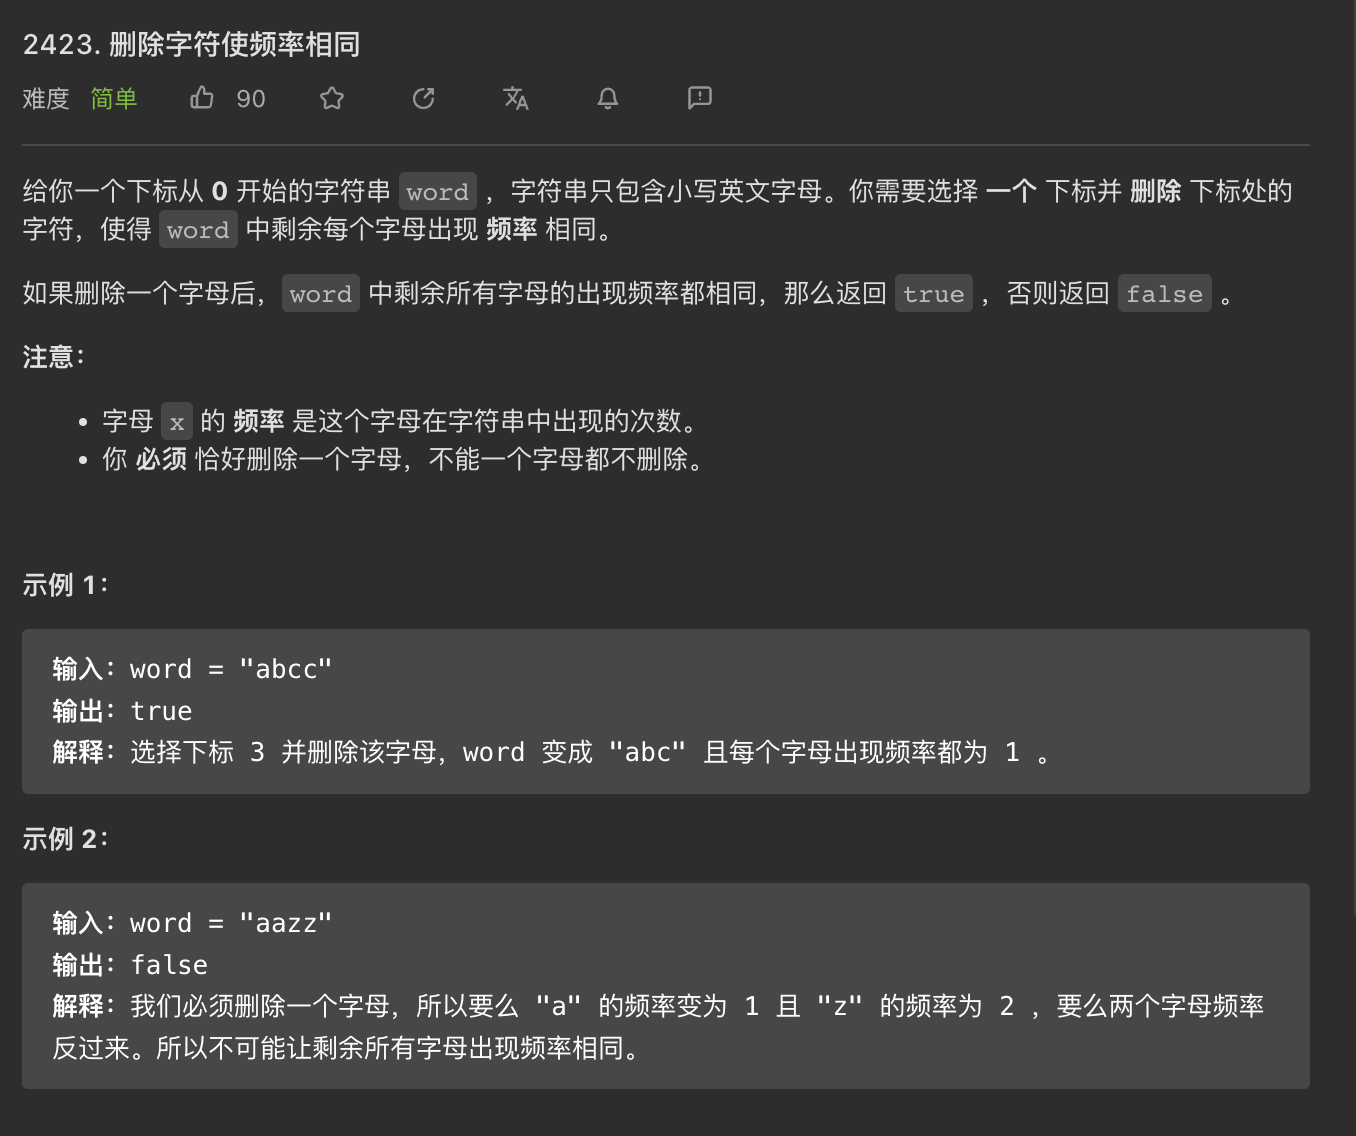 2423. 删除字符使频率相同
难度 简单 90
给你一个下标从 0 开始的字符串 word ，字符串只包含小写英文字母。你需要选择 一个 下标并 删除 下标处的
字符，使得 word 中剩余每个字母出现 频率 相同。
如果删除一个字母后，word 中剩余所有字母的出现频率都相同，那么返回 true ，否则返回 false 。
注意：
• 字母 x 的 频率 是这个字母在字符串中出现的次数。
• 你 必须 恰好删除一个字母，不能一个字母都不删除。
示例 1：
输入：word = "abcc"
输出：true
解释：选择下标 3 并删除该字母，word 变成 "abc" 且每个字母出现频率都为 1 。
示例 2：
输入：word = "aazz"
输出：false
解释：我们必须删除一个字母，所以要么 "a" 的频率变为 1 且 "z" 的频率为 2 ，要么两个字母频率
反过来。所以不可能让剩余所有字母出现频率相同。